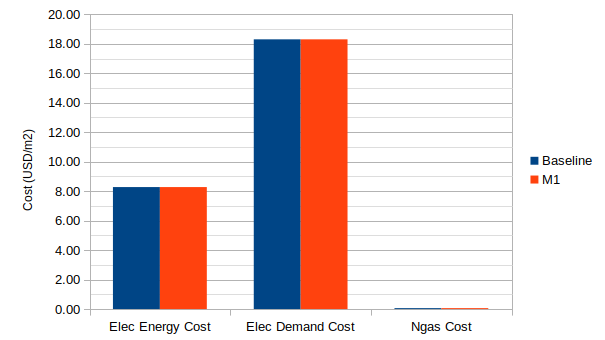 20.00
18.00
16.00
14.00
12.00
10.00
8.00
6.00
4.00
2.00
0.00
Cost (USD/m2)
Elec Energy Cost
Elec Demand Cost
Ngas Cost
Baseline
M1